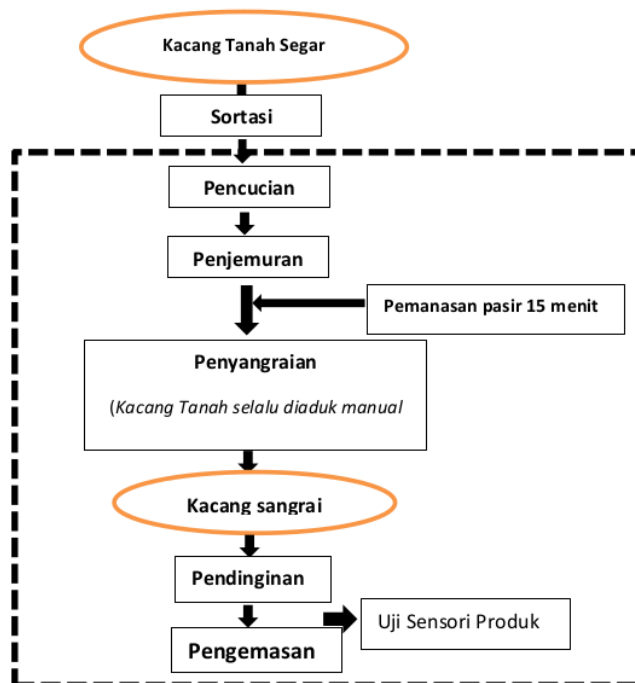 Kacang Tanah Segar
Sortasi
Pencucian
Penjemuran
Pemanasan pasir 15 menit
Penyangraian
(Kacang Tanah selalu diaduk manual
Kacang sangrai
Pendinginan
Uji Sensori Produk
Pengemasan